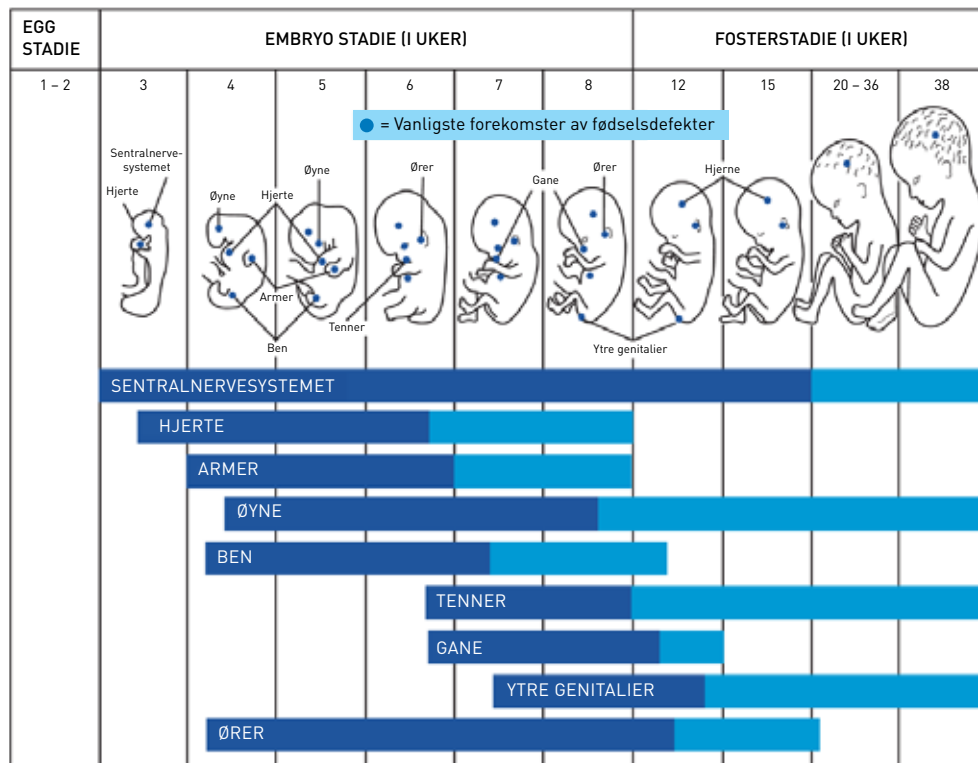 EGG
STADIE
EMBRYO STADIE (I UKER)
FOSTERSTADIE (I UKER)
1 – 2
3
4
5
6
7
8
12
15
20 – 36
38
= Vanligste forekomster av fødselsdefekter
Sentralnerve-
systemet
Hjerte
Øyne
Hjerte
Øyne
Ører
Gane
Ører
Hjerne
Armer
Ben
Tenner
Ytre genitalier
SENTRALNERVESYSTEMET
HJERTE
ARMER
ØYNE
BEN
TENNER
GANE
YTRE GENITALIER
ØRER